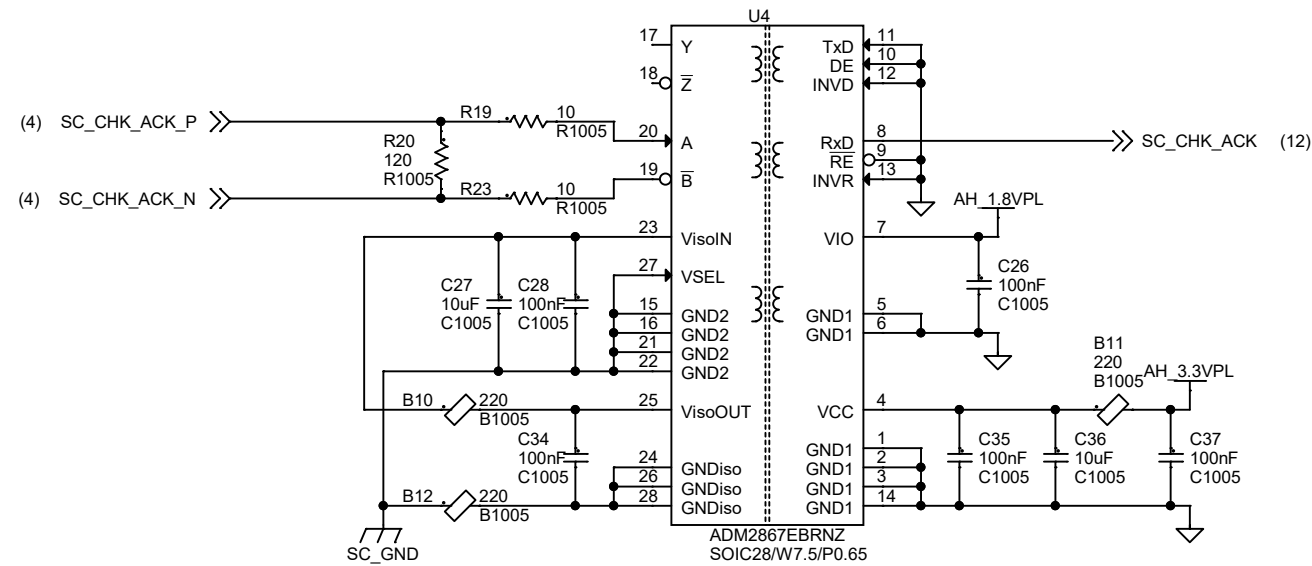 U4
17 Y TxD 11
18 Z DE 10
INVD 12
(4) SC_CHK_ACK_P R19 10 R1005 20 A RxD 8 SC_CHK_ACK (12)
R20
120
R1005
RE 9
(4) SC_CHK_ACK_N R23 10 R1005 19 B INVR 13
AH_1.8VPL
23 VisoIN VIO 7
27 VSEL
C27
10uF
C1005
C28
100nF
C1005
C26
100nF
C1005
15 GND2 GND1 5
16 GND2 GND1 6
21 GND2
22 GND2
B11
220
B1005
AH_3.3VPL
B10 220 B1005 25 VisoOUT VCC 4
C34
100nF
C1005
C35
100nF
C1005
C36
10uF
C1005
C37
100nF
C1005
GND1 1
24 GNDiso GND1 2
26 GNDiso GND1 3
B12 220 B1005 28 GNDiso GND1 14
SC_GND
ADM2867EBRNZ
SOIC28/W7.5/P0.65